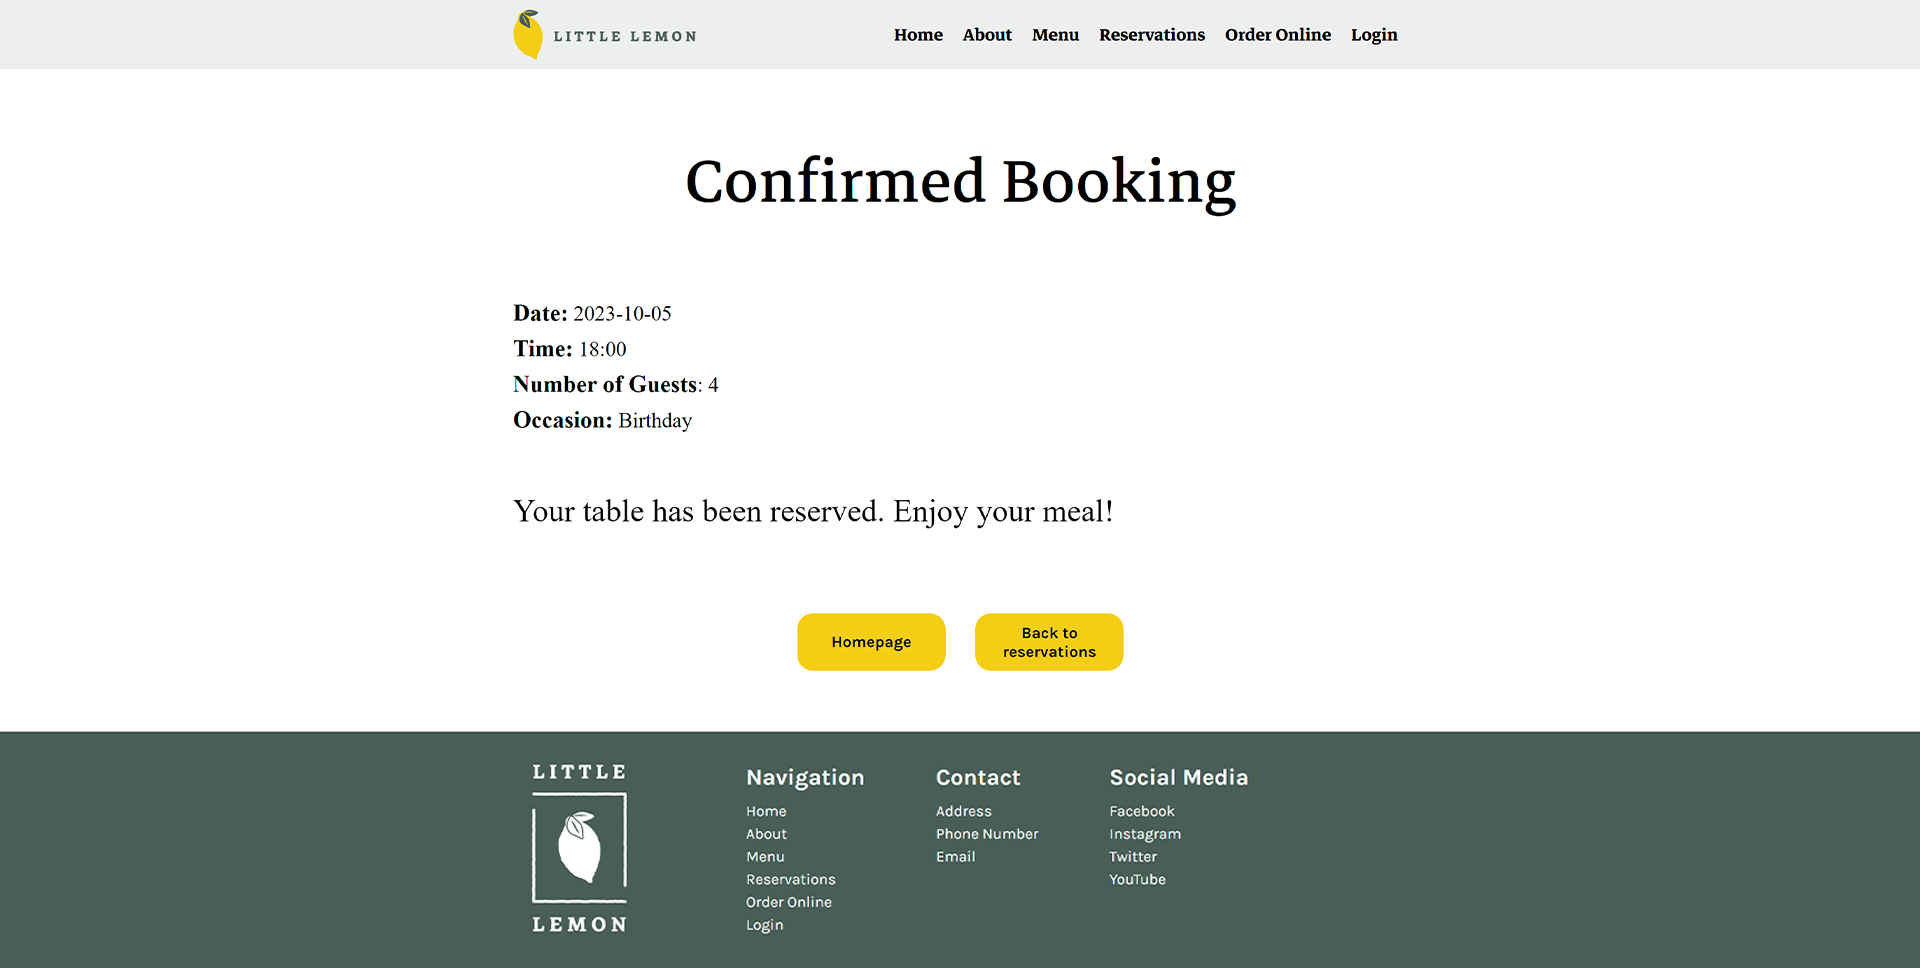 LITTLE LEMON
Home About Menu Reservations Order Online Login
Confirmed Booking
Date: 2023-10-05
Time: 18:00
Number of Guests: 4
Occasion: Birthday
Your table has been reserved. Enjoy your meal!
Homepage
Back to
reservations
LITTLE
LEMON
Navigation
Home
About
Menu
Reservations
Order Online
Login
Contact
Address
Phone Number
Email
Social Media
Facebook
Instagram
Twitter
YouTube